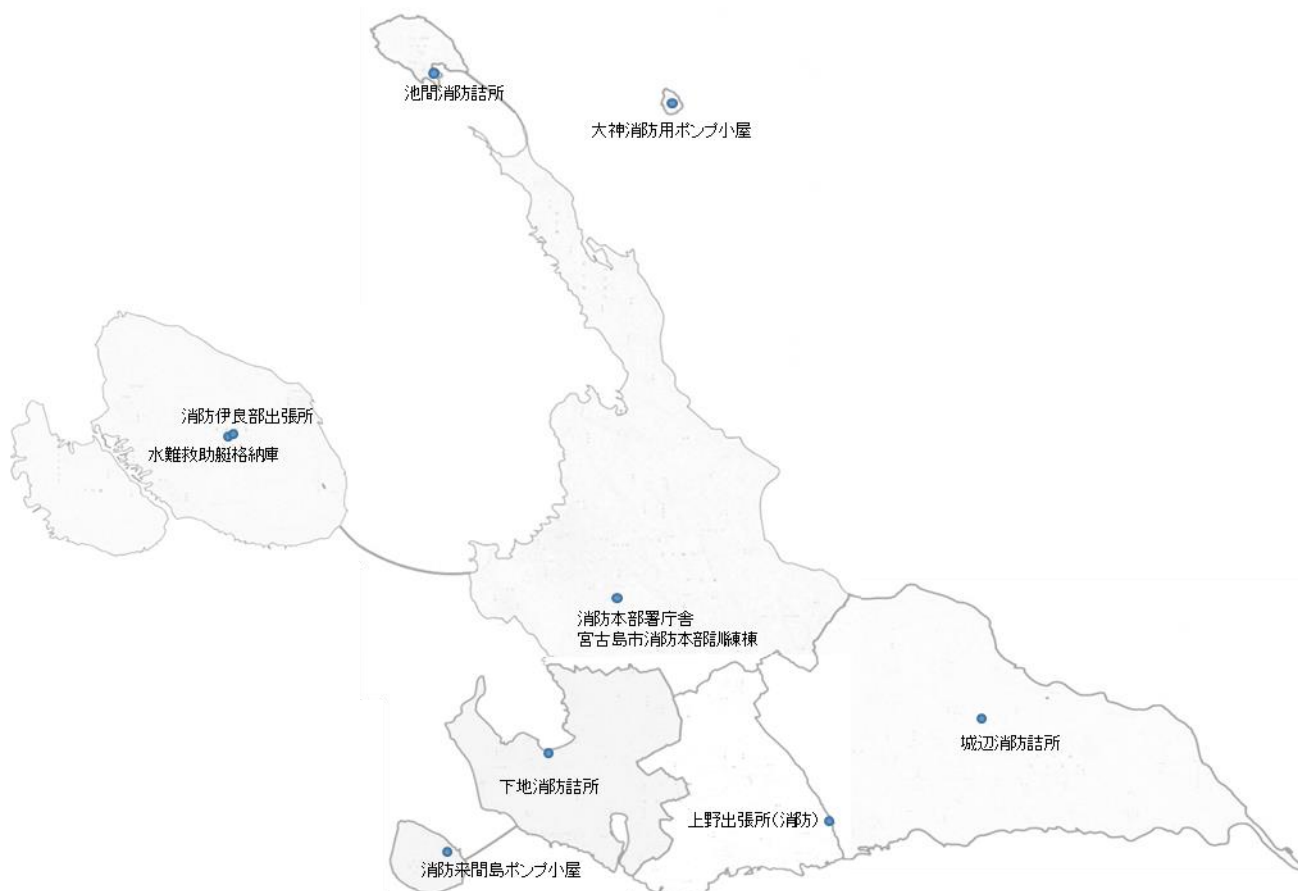 池間消防詰所
大神消防用ポンプ小屋
消防伊良部出張所
水難救助艇格納庫
消防本部署庁舎
宮古島市消防本部訓練棟
城辺消防詰所
下地消防詰所
上野出張所(消防)
消防来間島ポンプ小屋